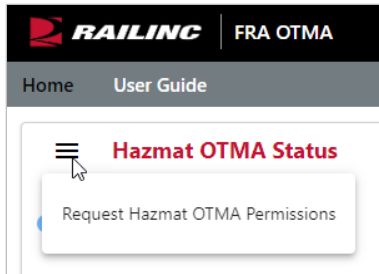 RAILINC FRA OTMA
Home User Guide
Hazmat OTMA Status
Request Hazmat OTMA Permissions